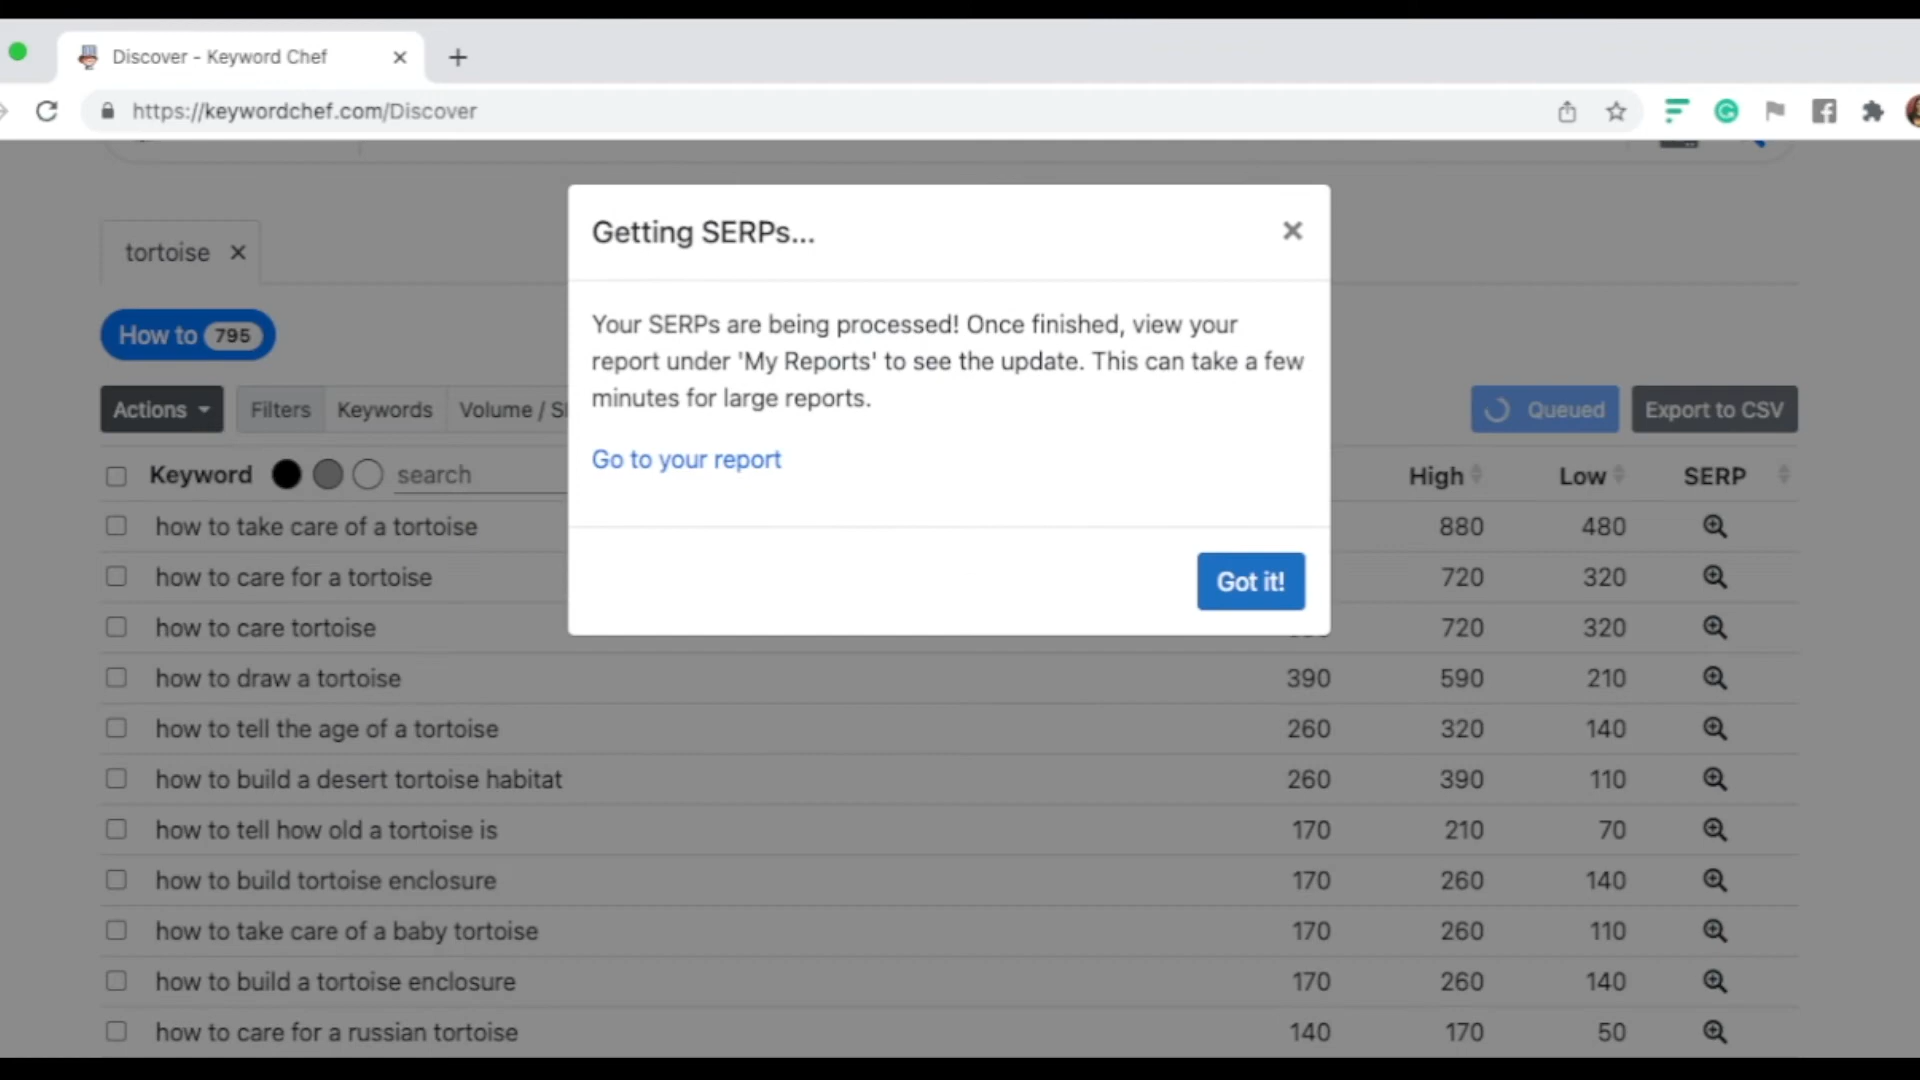 Discover - Keyword Chef
https://keywordchef.com/Discover
tortoise
Getting SERPs...
Your SERPs are being processed! Once finished, view your
report under 'My Reports' to see the update. This can take a few
minutes for large reports.
Go to your report
Got it!
How to 795
Actions Filters Keywords Volume / Queued Export to CSV
Keyword search High Low SERP
how to take care of a tortoise 880 480
how to care for a tortoise 720 320
how to care tortoise 720 320
how to draw a tortoise 390 590 210
how to tell the age of a tortoise 260 320 140
how to build a desert tortoise habitat 260 390 110
how to tell how old a tortoise is 170 210 70
how to build tortoise enclosure 170 260 140
how to take care of a baby tortoise 170 260 110
how to build a tortoise enclosure 170 260 140
how to care for a russian tortoise 140 170 50